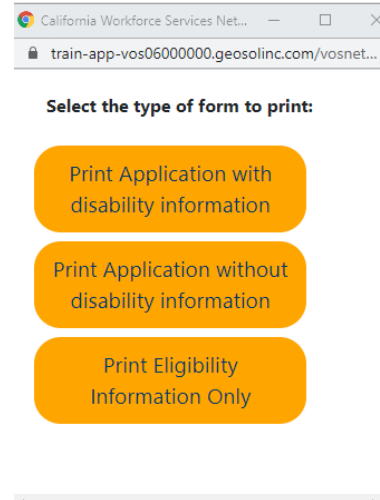 California Workforce Services Net...
train-app-vos06000000.geosolinc.com/vosnet...
Select the type of form to print:
Print Application with
disability information
Print Application without
disability information
Print Eligibility
Information Only